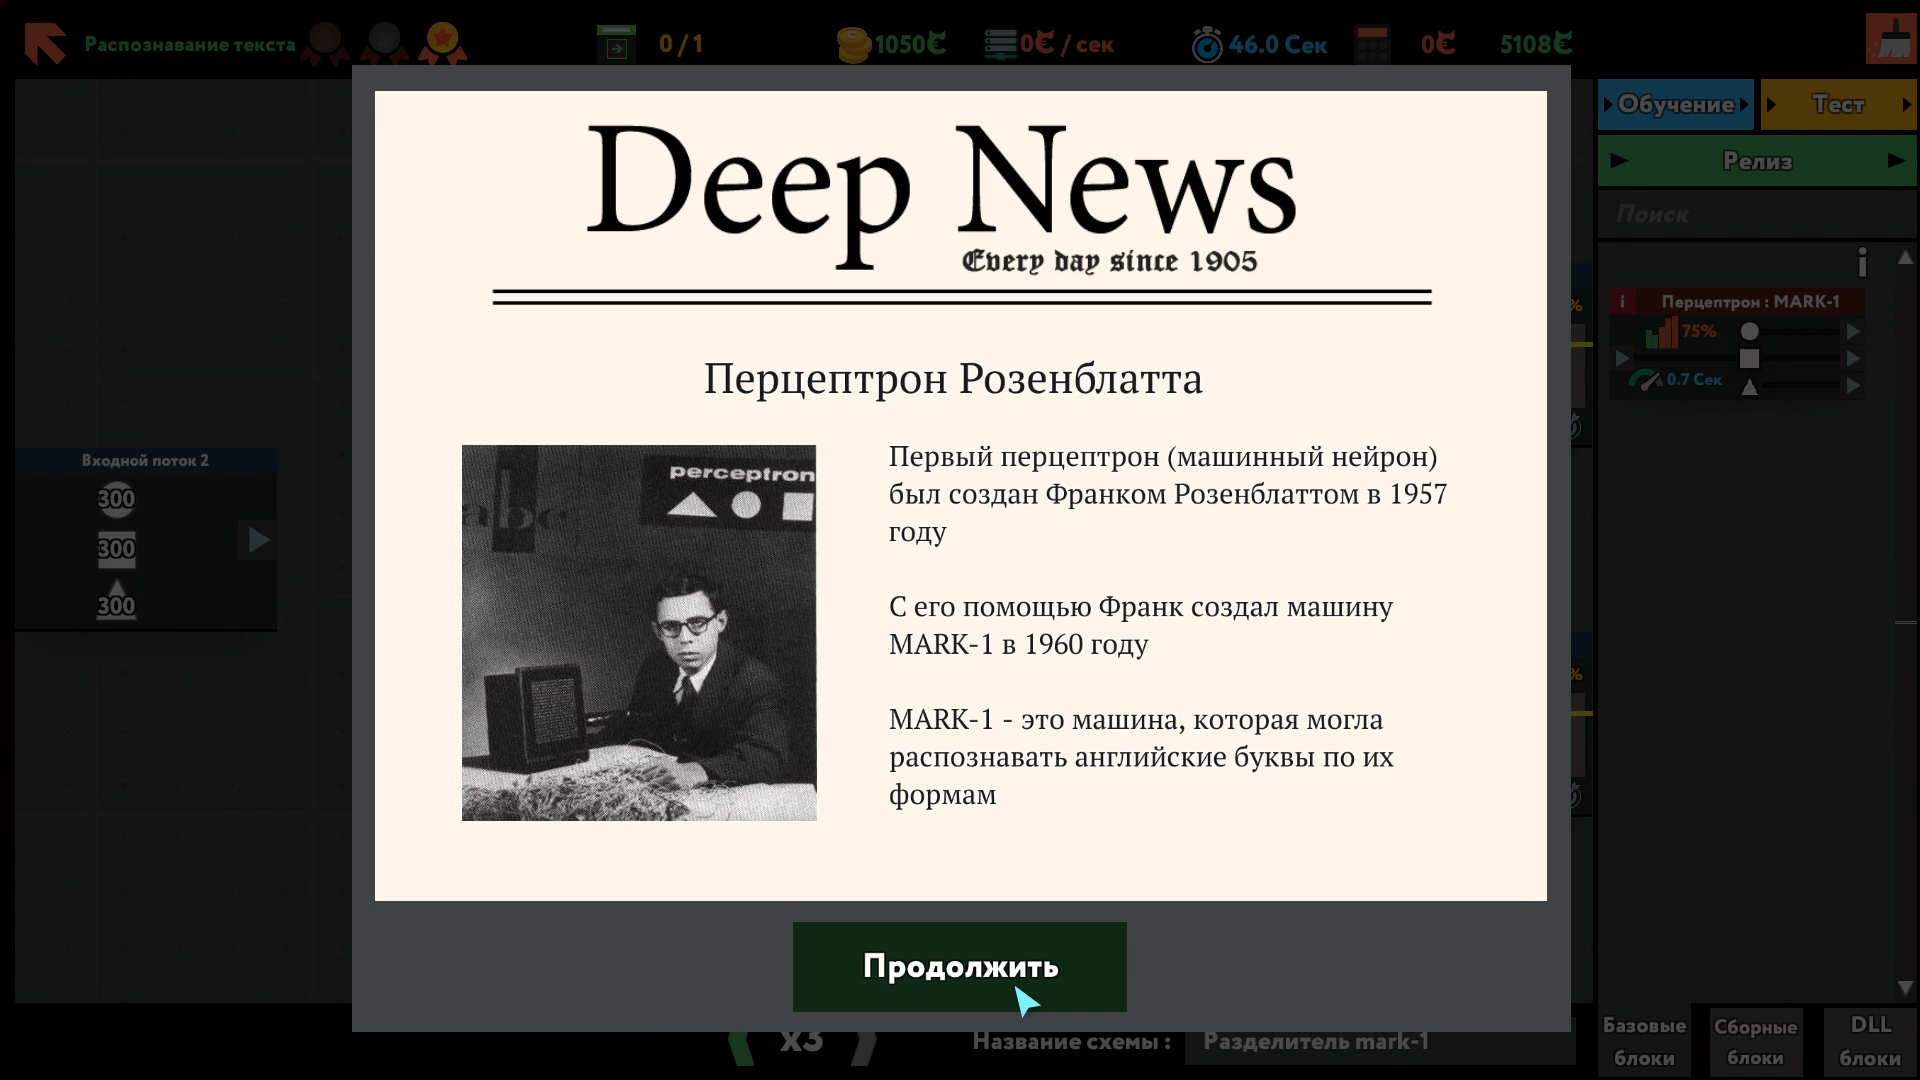 Распознавание текста
0 / 1
1050
0 / сек
46.0 Сек
0
5108
Обучение
Тест
Релиз
Поиск
i
i
Перцептрон : MARK-1
75%
0.7 Сек
Входной поток 2
300
300
300
%
%
Deep News
Every day since 1905
Перцептрон Розенблатта
perceptron
abc
Первый перцептрон (машинный нейрон)
был создан Франком Розенблаттом в 1957
году
С его помощью Франк создал машину
MARK-1 в 1960 году
MARK-1 - это машина, которая могла
распознавать английские буквы по их
формам
Продолжить
x3
Название схемы :
Разделитель mark-1
Базовые
блоки
Сборные
блоки
DLL
блоки